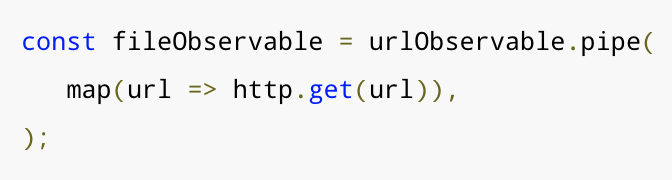 const fileObservable = urlObservable.pipe(
   map(url => http.get(url)),
);